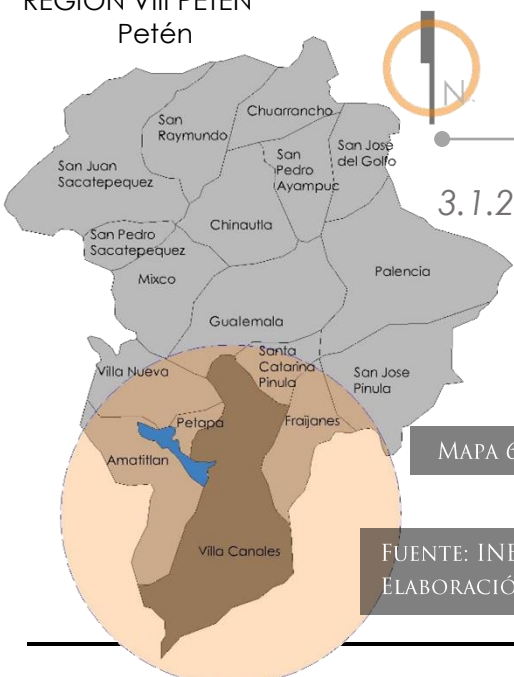 REGION VIII PETEN
Petén
N.
3.1.2
Chuarrancho
San
Raymundo
San José
del Golfo
San
Pedro
Ayampuc
San Juan
Sacatepequez
Chinautla
San Pedro
Sacatepequez
Mixco
Palencia
Guatemala
Santa
Catarina
Pinula
Villa Nueva
San Jose
Pinula
Petapa
Fraijanes
Amatitlan
MAPA 6
Villa Canales
FUENTE: INE
ELABORACIÓ